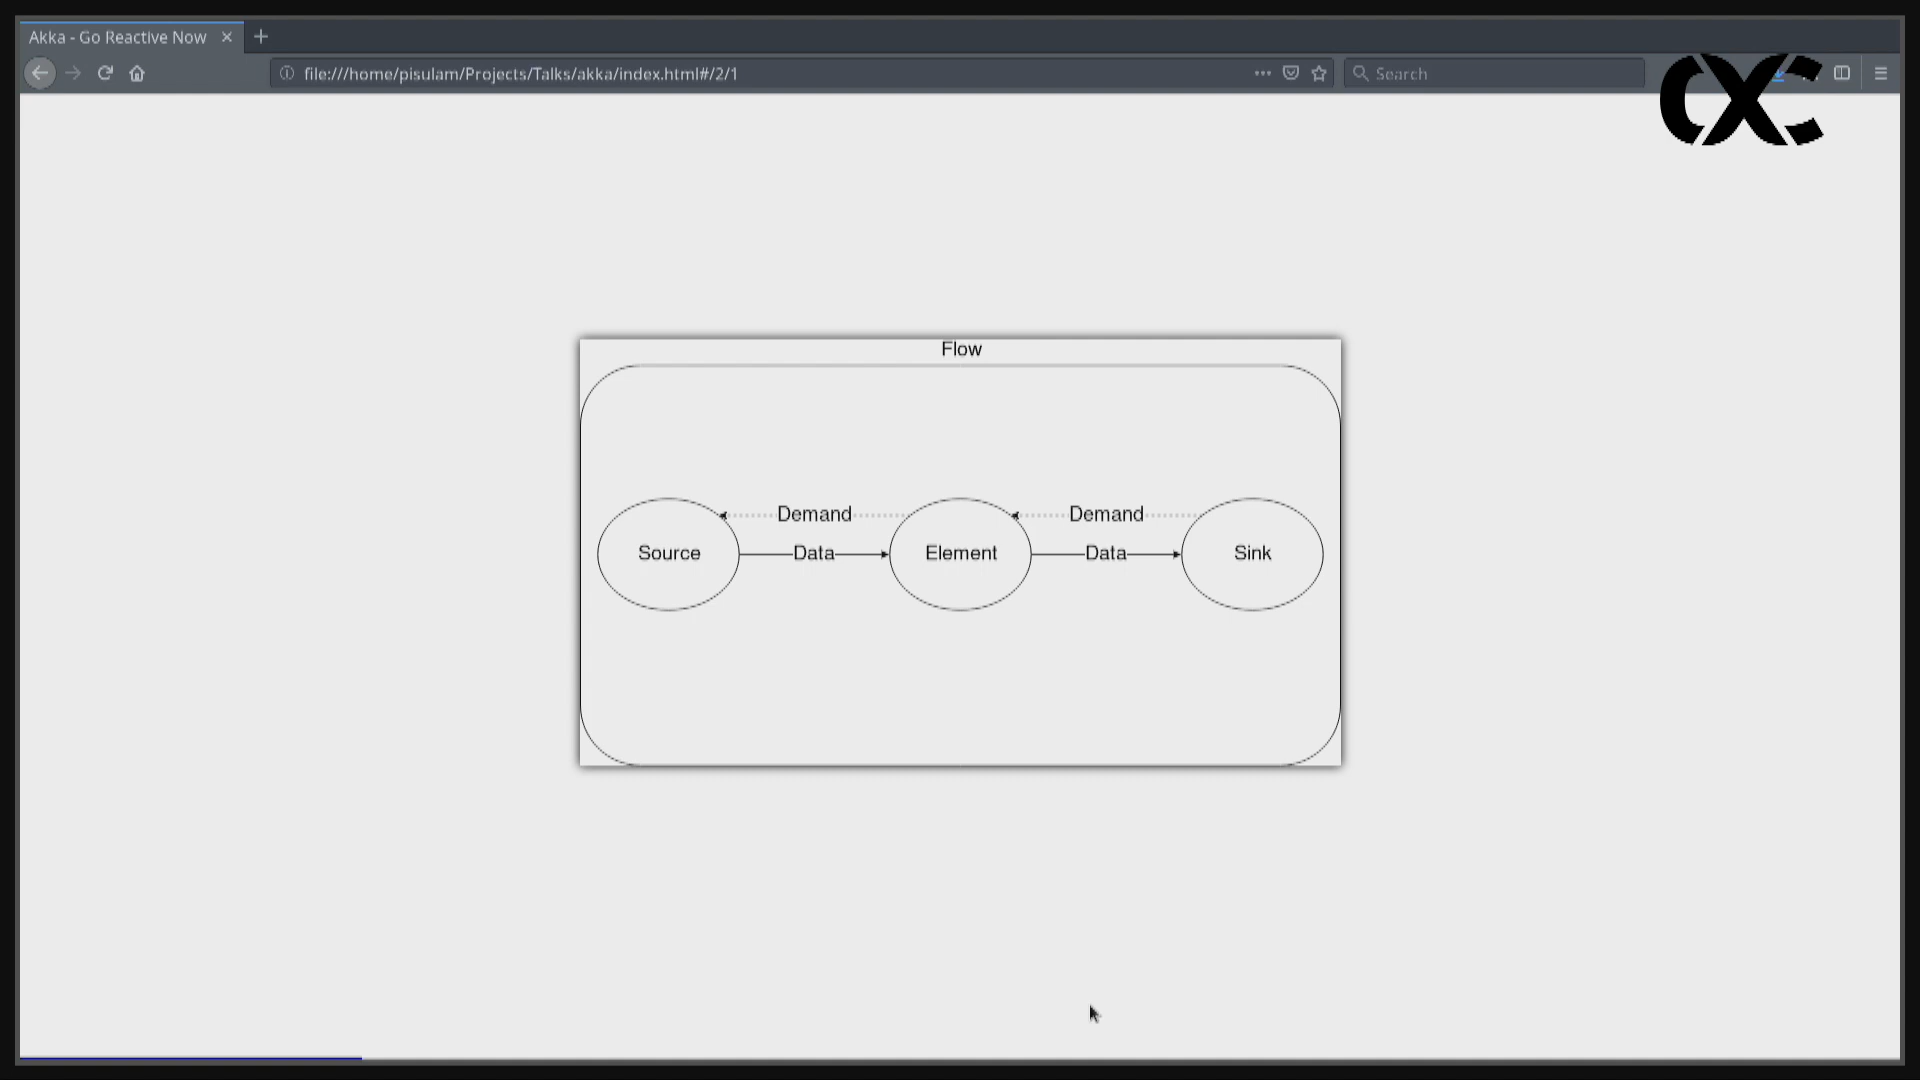 Akka - Go Reactive Now
file:///home/pisulam/Projects/Talks/akka/index.html#/2/1
Search
Flow
Demand Demand
Source Data Element Data Sink